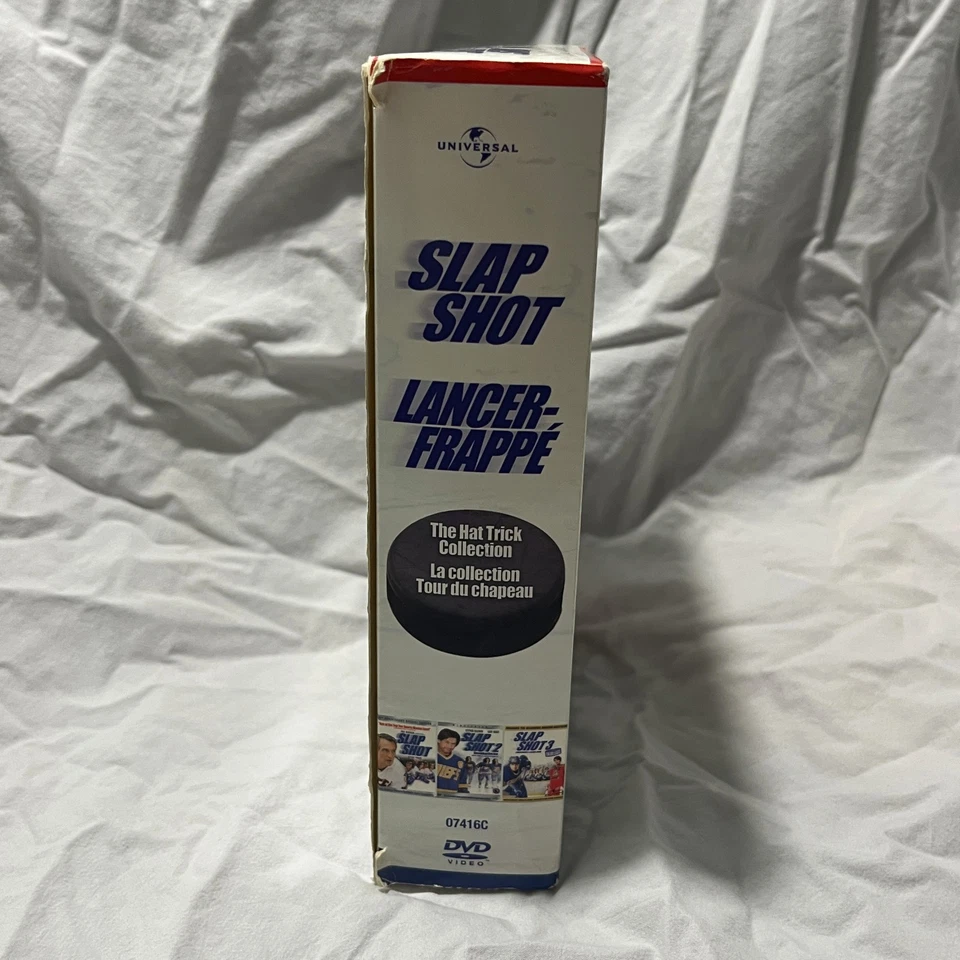 UNIVERSAL
SLAP
SHOT
LANCER-
FRAPPÉ
The Hat Trick
Collection
La collection
Tour du chapeau
SLAP
SHOT
SLAP
SHOT 2
CHIEFS
SLAP
SHOT 3
07416C
DVD
VIDEO